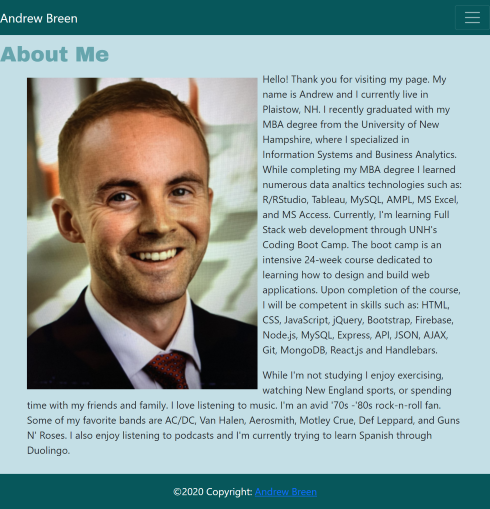 Andrew Breen
About Me
Hello! Thank you for visiting my page. My
name is Andrew and I currently live in
Plaistow, NH. I recently graduated with my
MBA degree from the University of New
Hampshire, where I specialized in
Information Systems and Business Analytics.
While completing my MBA degree I learned
numerous data analtics technologies such as:
R/RStudio, Tableau, MySQL, AMPL, MS Excel,
and MS Access. Currently, I'm learning Full
Stack web development through UNH's
Coding Boot Camp. The boot camp is an
intensive 24-week course dedicated to
learning how to design and build web
applications. Upon completion of the course,
I will be competent in skills such as: HTML,
CSS, JavaScript, jQuery, Bootstrap, Firebase,
Node.js, MySQL, Express, API, JSON, AJAX,
Git, MongoDB, React.js and Handlebars.
While I'm not studying I enjoy exercising,
watching New England sports, or spending
time with my friends and family. I love listening to music. I'm an avid '70s -'80s rock-n-roll fan.
Some of my favorite bands are AC/DC, Van Halen, Aerosmith, Motley Crue, Def Leppard, and Guns
N' Roses. I also enjoy listening to podcasts and I'm currently trying to learn Spanish through
Duolingo.
©2020 Copyright: Andrew Breen